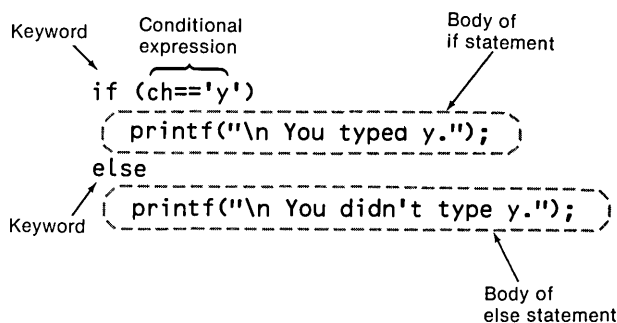 Keyword
Conditional
expression
Body of
if statement
if (ch=='y')
printf("\n You typed y.");
else
Keyword
printf("\n You didn't type y.");
Body of
else statement